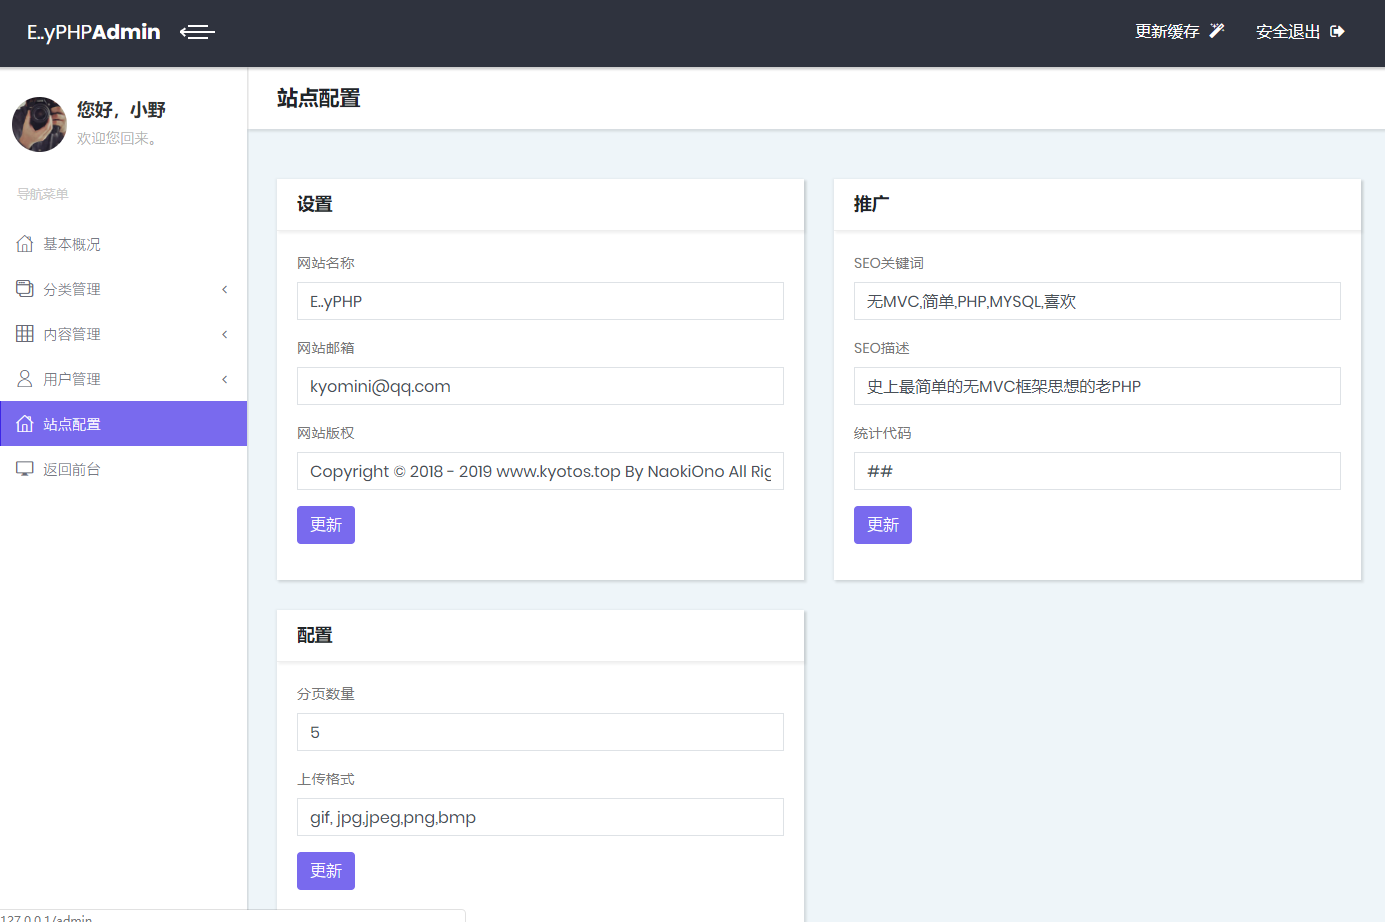 E..yPHPAdmin
更新缓存
安全退出
您好，小野
欢迎您回来。
导航菜单
基本概况
分类管理
内容管理
用户管理
站点配置
返回前台
站点配置
设置
网站名称
E..yPHP
网站邮箱
kyomini@qq.com
网站版权
Copyright © 2018 - 2019 www.kyotos.top By NaokiOno All Rig
更新
推广
SEO关键词
无MVC,简单,PHP,MYSQL,喜欢
SEO描述
史上最简单的无MVC框架思想的老PHP
统计代码
##
更新
配置
分页数量
5
上传格式
gif, jpg,jpeg,png,bmp
更新
127.0.0.1/admin